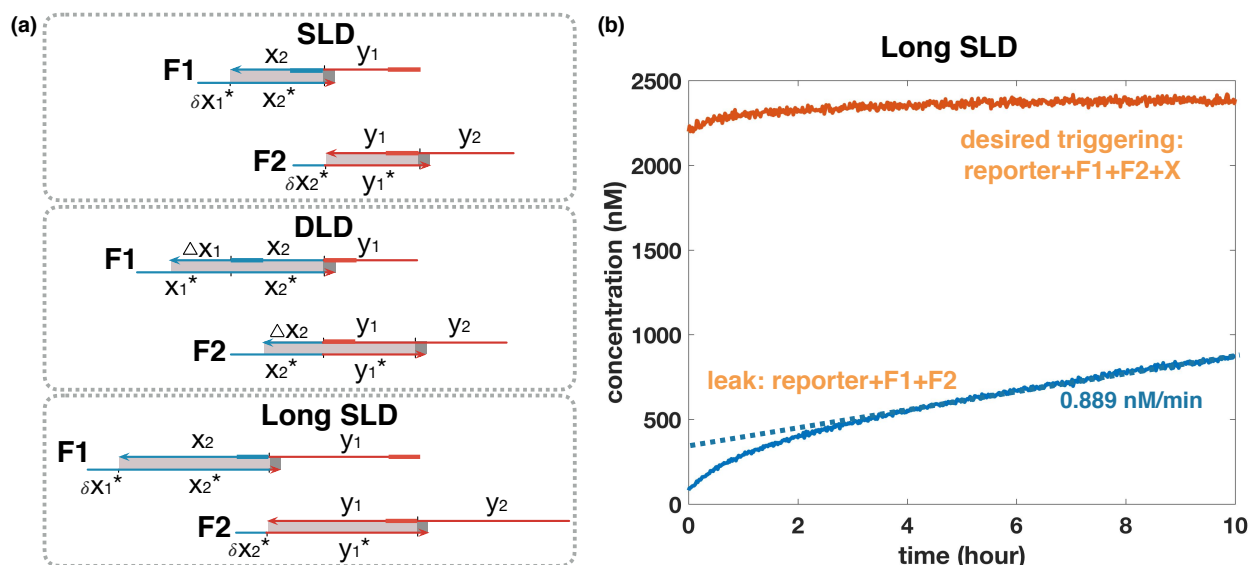 (a)
SLD
x2 y1
F1
δx1* x2*
y1 y2
F2
δx2* y1*
DLD
△x1 x2 y1
F1
x1* x2*
△x2 y1 y2
F2
x2* y1*
Long SLD
x2 y1
F1
δx1* x2*
y1 y2
F2
δx2* y1*
(b)
Long SLD
concentration (nM)
2500
2000
1500
1000
500
0
desired triggering:
reporter+F1+F2+X
leak: reporter+F1+F2
0.889 nM/min
0 2 4 6 8 10
time (hour)